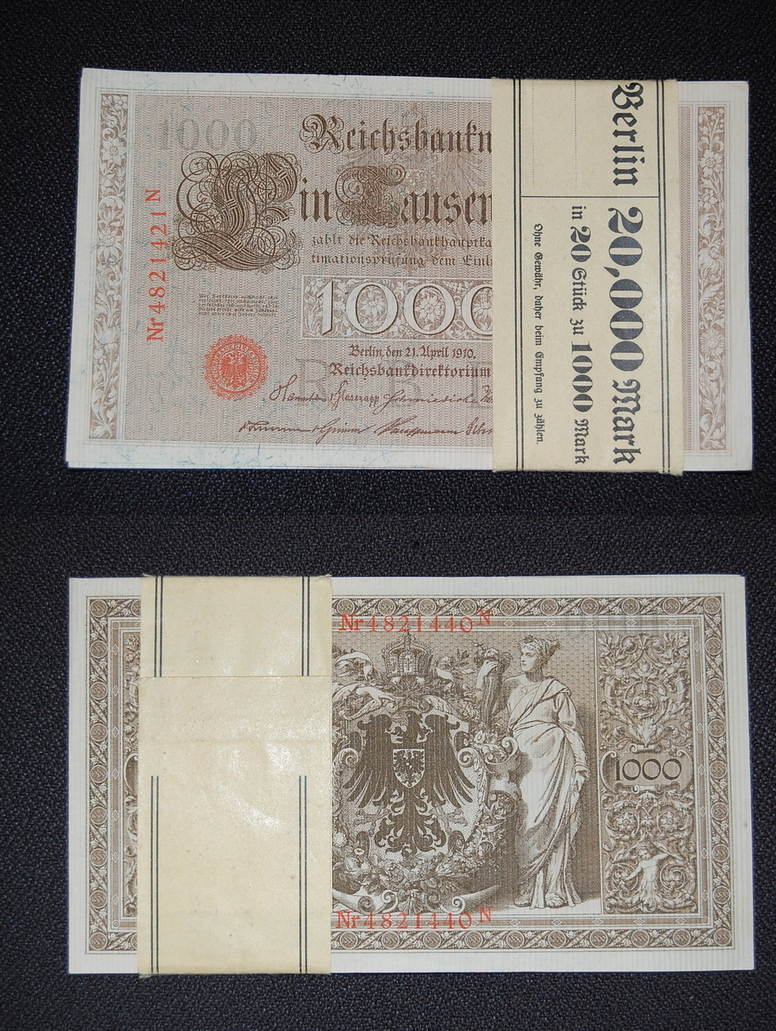 1000
Reichsbankn
Ein Tausen
zahlt die Reichsbankhauptka
timationsprüfung dem Einl
1000
Berlin, den 21. April 1910.
Reichsbankdirektorium
Nr 4821421 N
Berlin 20,000 Mark
in 20 Stück zu 1000 Mark
Ohne Gewähr, daher beim Empfang zu zählen.
Nr 4821440 N
1000
Nr 4821440 N